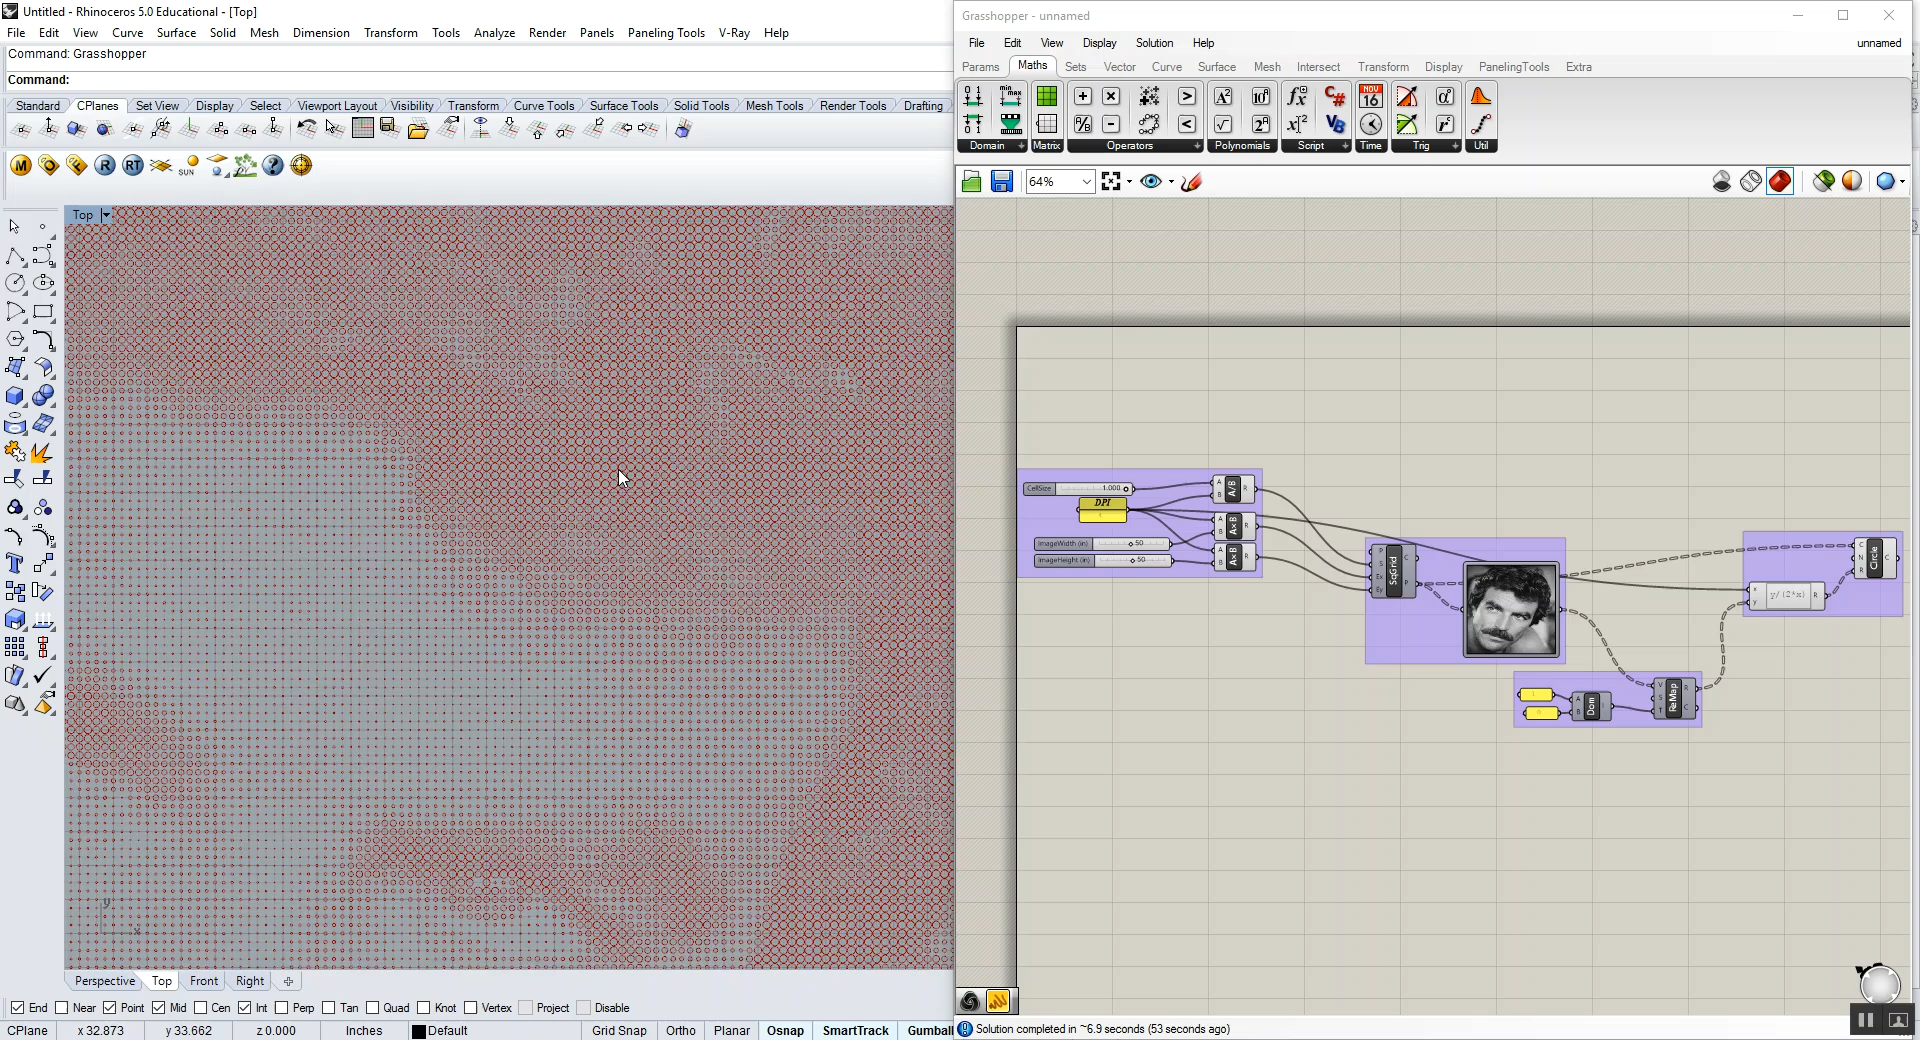 Untitled - Rhinoceros 5.0 Educational - [Top]
File Edit View Curve Surface Solid Mesh Dimension Transform Tools Analyze Render Panels Paneling Tools V-Ray Help
Command: Grasshopper
Command:
Standard CPlanes Set View Display Select Viewport Layout Visibility Transform Curve Tools Surface Tools Solid Tools Mesh Tools Render Tools Drafting
M O F R RT SUN ?
Top
y
x
Perspective Top Front Right
End Near Point Mid Cen Int Perp Tan Quad Knot Vertex Project Disable
CPlane x 32.873 y 33.662 z 0.000 Inches Default Grid Snap Ortho Planar Osnap SmartTrack Gumball
Grasshopper - unnamed
File Edit View Display Solution Help unnamed
Params Maths Sets Vector Curve Surface Mesh Intersect Transform Display PanelingTools Extra
Domain Matrix Operators Polynomials Script Time Trig Util
64%
CellSize 1.000
DPI
ImageWidth (in) 50
ImageHeight (in) 50
A B A/B R
A B A×B R
A B A×B R
P S Ex Ey SqGrid C P
x y y/(2*x) R
C N R Circle C
A B Dom I
V S T ReMap R C
Solution completed in ~6.9 seconds (53 seconds ago)